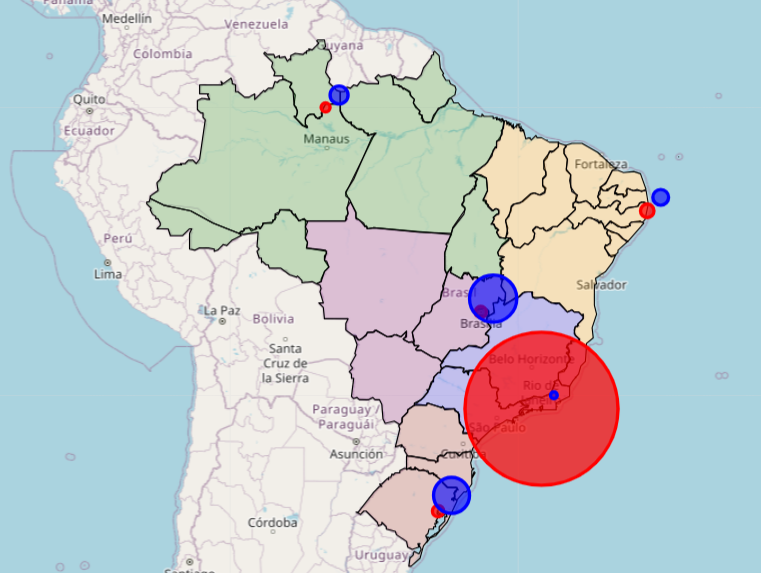 Panamá
Medellín
Venezuela
Guyana
Colombia
Quito
Ecuador
Manaus
Fortaleza
Perú
Lima
Salvador
Brasil
La Paz
Brasília
Bolivia
Santa
Cruz de
la Sierra
Belo Horizonte
Rio de
Paraguay /
Paraguái
São Paulo
Asunción
Curitiba
Córdoba
Uruguay
Santiago